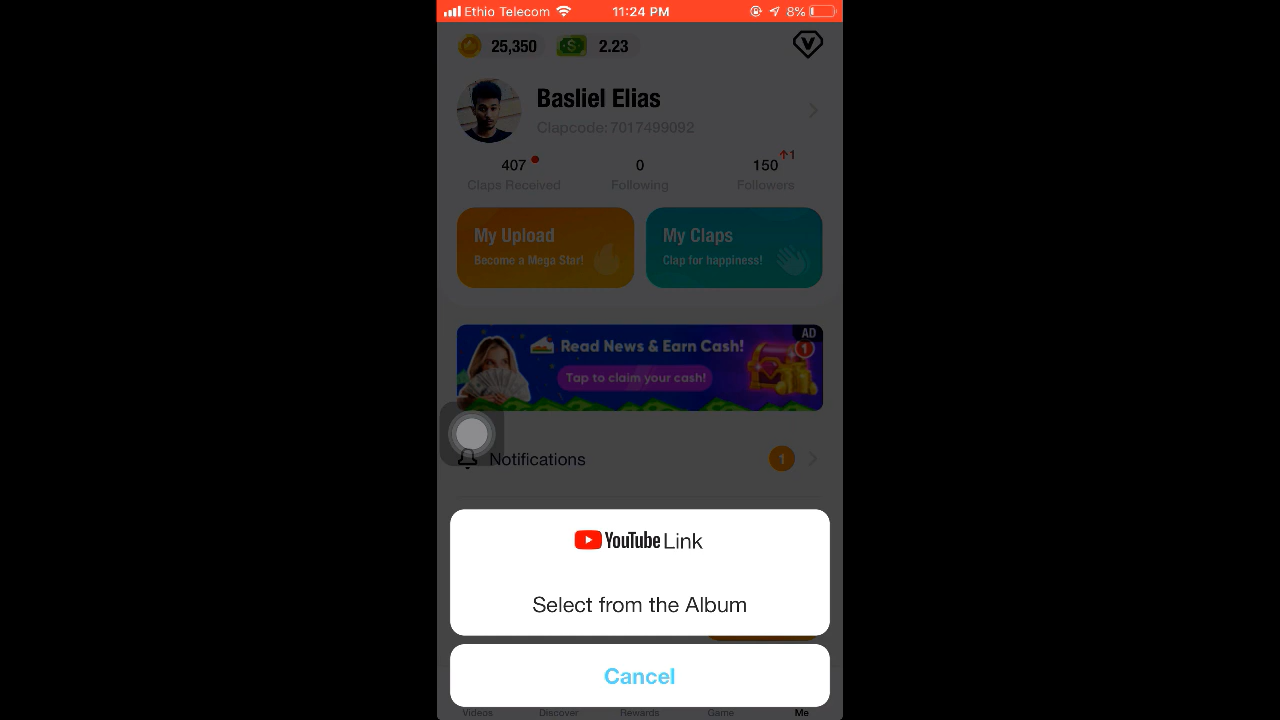 Ethio Telecom 11:24 PM 8%
25,350 2.23
Basliel Elias
Clapcode: 7017499092
407 0 150 ↑1
Claps Received Following Followers
My Upload My Claps
Become a Mega Star! Clap for happiness!
AD
Read News & Earn Cash!
1
Tap to claim your cash!
Notifications 1
YouTube Link
Select from the Album
Cancel
Videos Discover Rewards Game Me